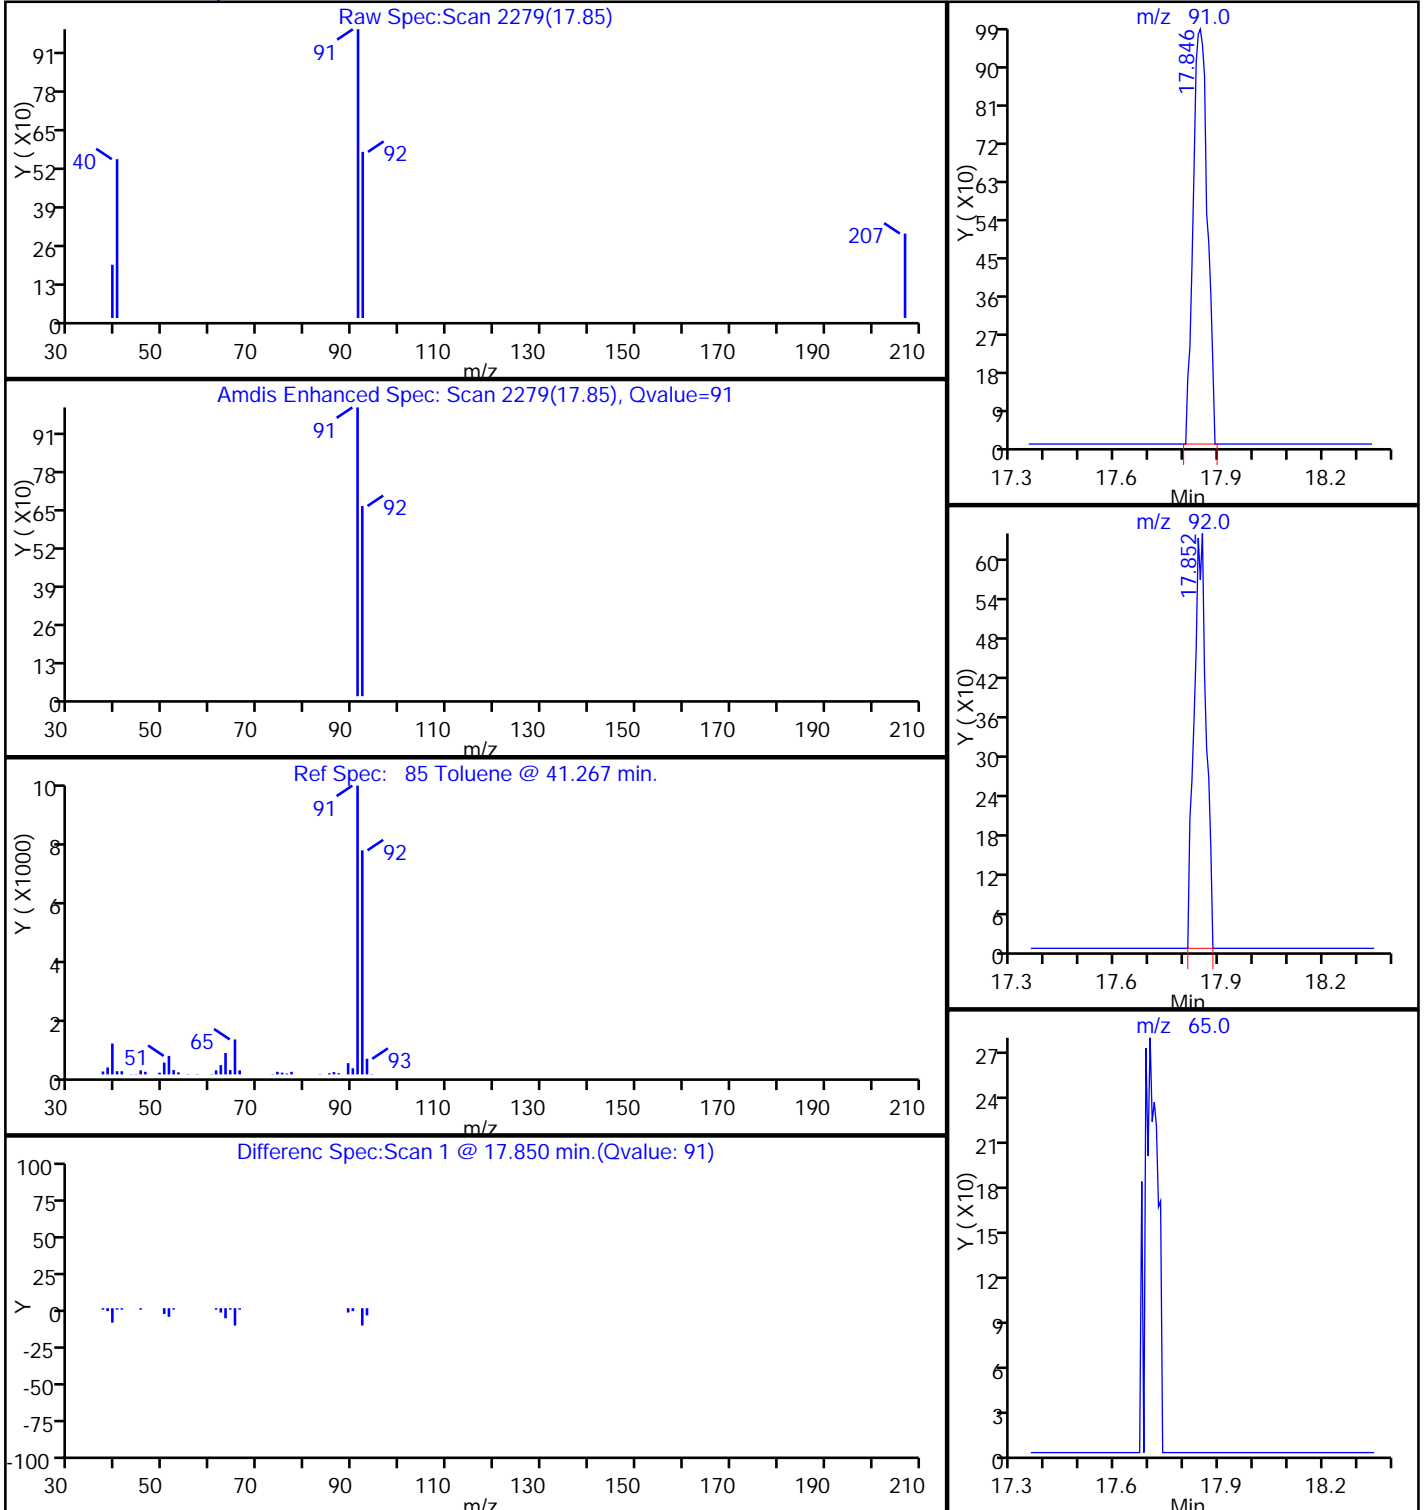 Raw Spec:Scan 2279(17.85)
Y ( X10)
91
78
65
52
39
26
13
0
40
91
92
207
30 50 70 90 110 130 150 170 190 210
m/z
Amdis Enhanced Spec: Scan 2279(17.85), Qvalue=91
Y ( X10)
91
78
65
52
39
26
13
0
91
92
30 50 70 90 110 130 150 170 190 210
m/z
Ref Spec: 85 Toluene @ 41.267 min.
Y ( X1000)
10
8
6
4
2
0
51
65
91
92
93
30 50 70 90 110 130 150 170 190 210
m/z
Differenc Spec:Scan 1 @ 17.850 min.(Qvalue: 91)
Y
100
75
50
25
0
-25
-50
-75
-100
30 50 70 90 110 130 150 170 190 210
m/z
m/z 91.0
Y ( X10)
99
90
81
72
63
54
45
36
27
18
9
0
17.846
17.3 17.6 17.9 18.2
Min
m/z 92.0
Y ( X10)
60
54
48
42
36
30
24
18
12
6
0
17.852
17.3 17.6 17.9 18.2
Min
m/z 65.0
Y ( X10)
27
24
21
18
15
12
9
6
3
0
17.3 17.6 17.9 18.2
Min